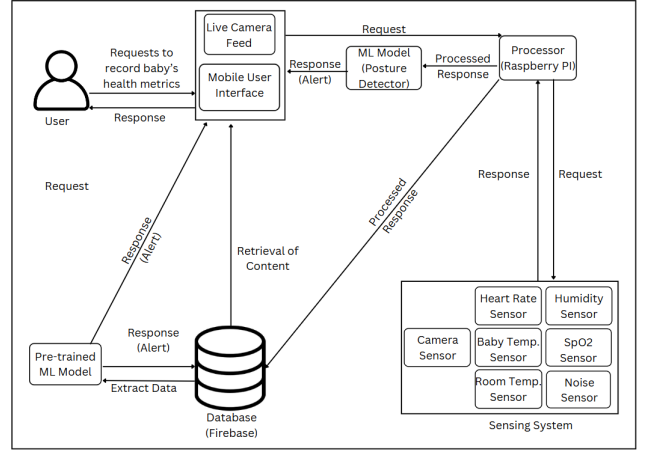 Live Camera
Feed
Mobile User
Interface
Requests to
record baby's
health metrics
Response
User
Request
Response
(Alert)
ML Model
(Posture
Detector)
Processed
Response
Processor
(Raspberry PI)
Request
Response
(Alert)
Retrieval of
Content
Processed
Response
Response
Request
Pre-trained
ML Model
Response
(Alert)
Extract Data
Database
(Firebase)
Heart Rate
Sensor
Humidity
Sensor
Camera
Sensor
Baby Temp.
Sensor
SpO2
Sensor
Room Temp.
Sensor
Noise
Sensor
Sensing System